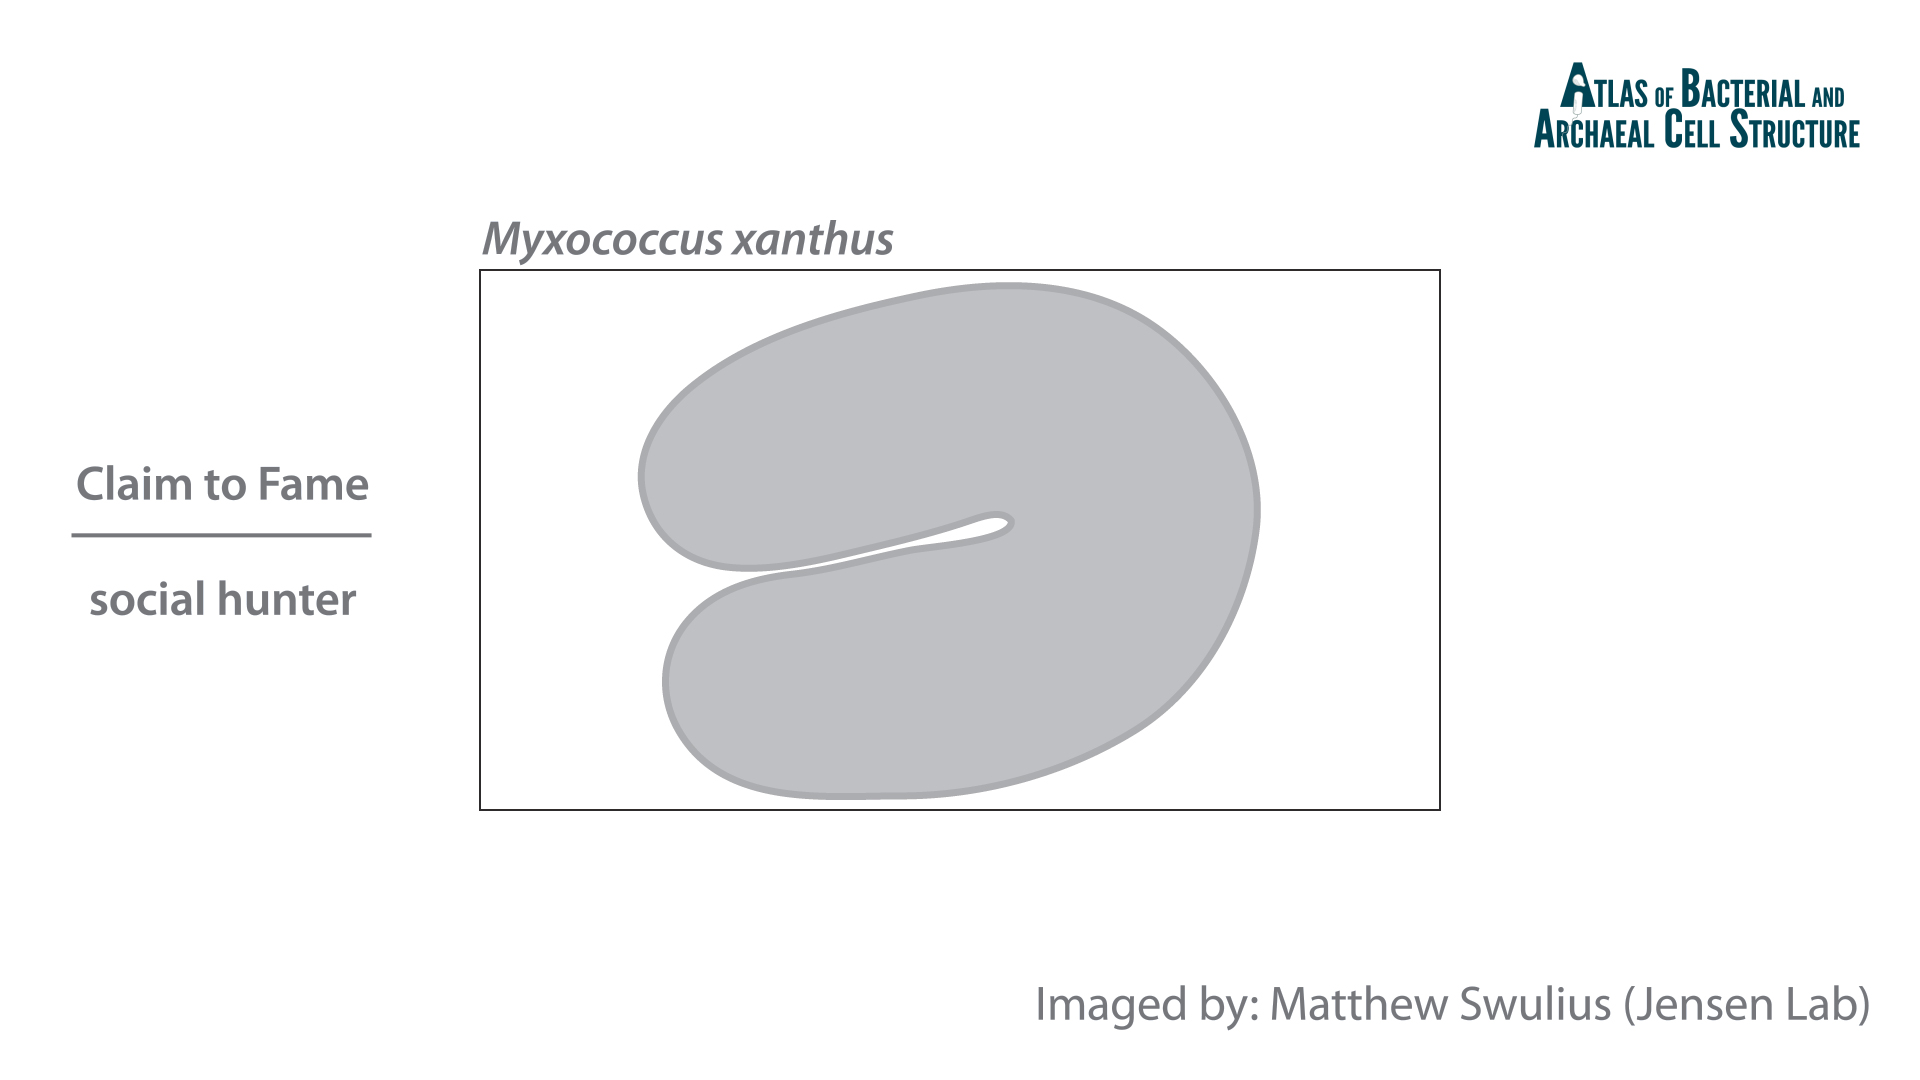 Atlas of Bacterial and
Archaeal Cell Structure
Myxococcus xanthus
Claim to Fame
social hunter
Imaged by: Matthew Swulius (Jensen Lab)